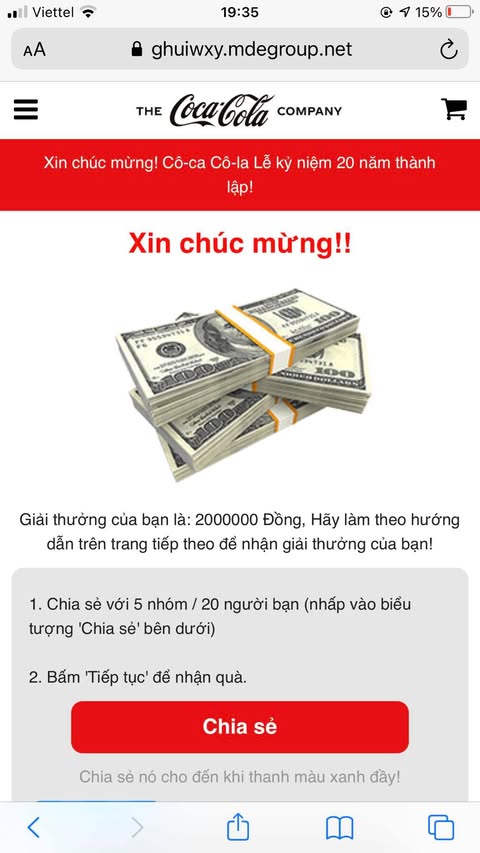 Viettel 19:35 15%
AA ghuiwxy.mdegroup.net
THE Coca-Cola COMPANY
Xin chúc mừng! Cô-ca Cô-la Lễ kỷ niệm 20 năm thành
lập!
Xin chúc mừng!!
Giải thưởng của bạn là: 2000000 Đồng, Hãy làm theo hướng
dẫn trên trang tiếp theo để nhận giải thưởng của bạn!
1. Chia sẻ với 5 nhóm / 20 người bạn (nhấp vào biểu
tượng 'Chia sẻ' bên dưới)
2. Bấm 'Tiếp tục' để nhận quà.
Chia sẻ
Chia sẻ nó cho đến khi thanh màu xanh đầy!